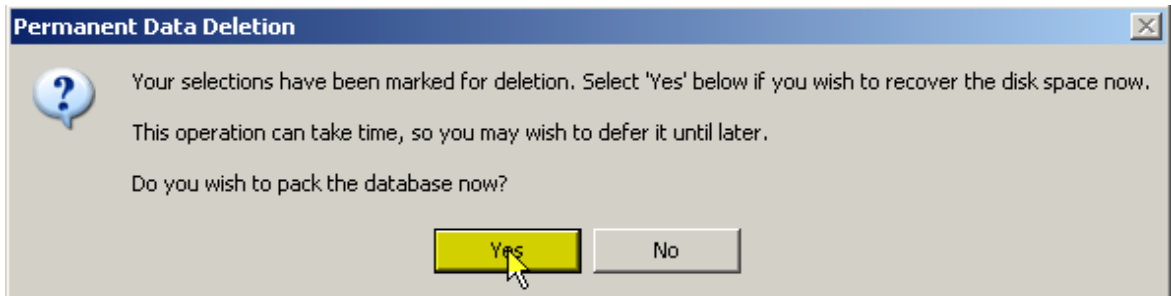 Permanent Data Deletion
Your selections have been marked for deletion. Select 'Yes' below if you wish to recover the disk space now.
This operation can take time, so you may wish to defer it until later.
Do you wish to pack the database now?
Yes No